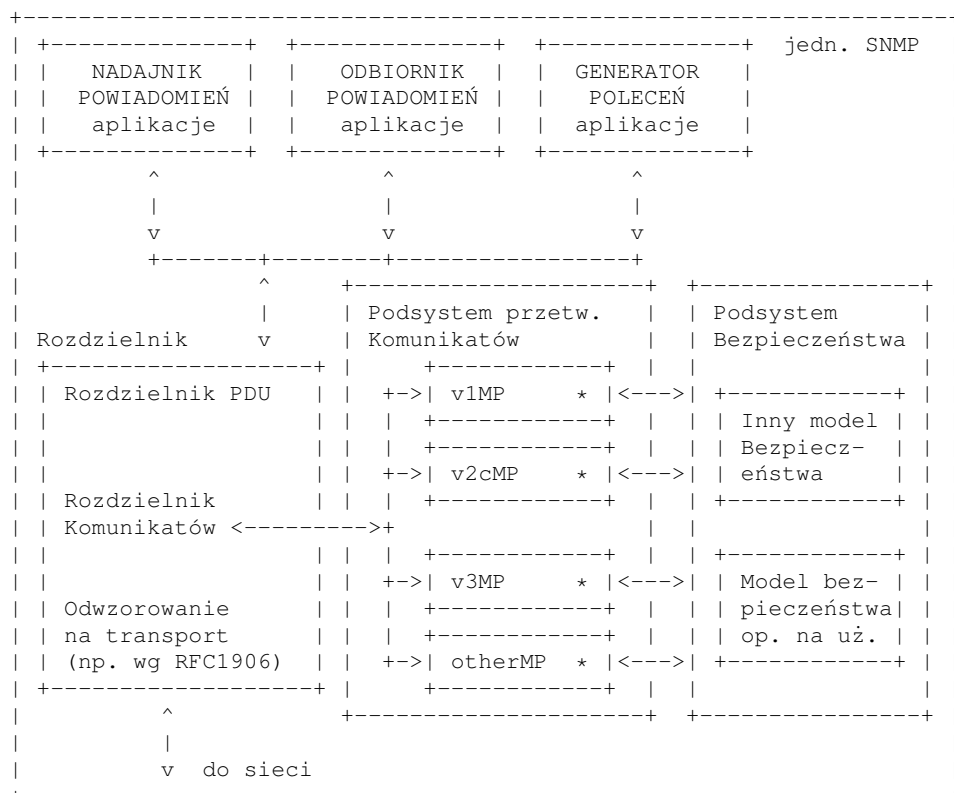 jedn. SNMP
NADAJNIK ODBIORNIK GENERATOR
POWIADOMIEŃ POWIADOMIEŃ POLECEŃ
aplikacje aplikacje aplikacje
Podsystem przetw. Podsystem
Rozdzielnik Komunikatów Bezpieczeństwa
Rozdzielnik PDU v1MP *
Inny model
Bezpiecz-
v2cMP * eństwa
Rozdzielnik
Komunikatów
v3MP * Model bez-
Odwzorowanie pieczeństwa
na transport op. na uż.
(np. wg RFC1906) otherMP *
v do sieci